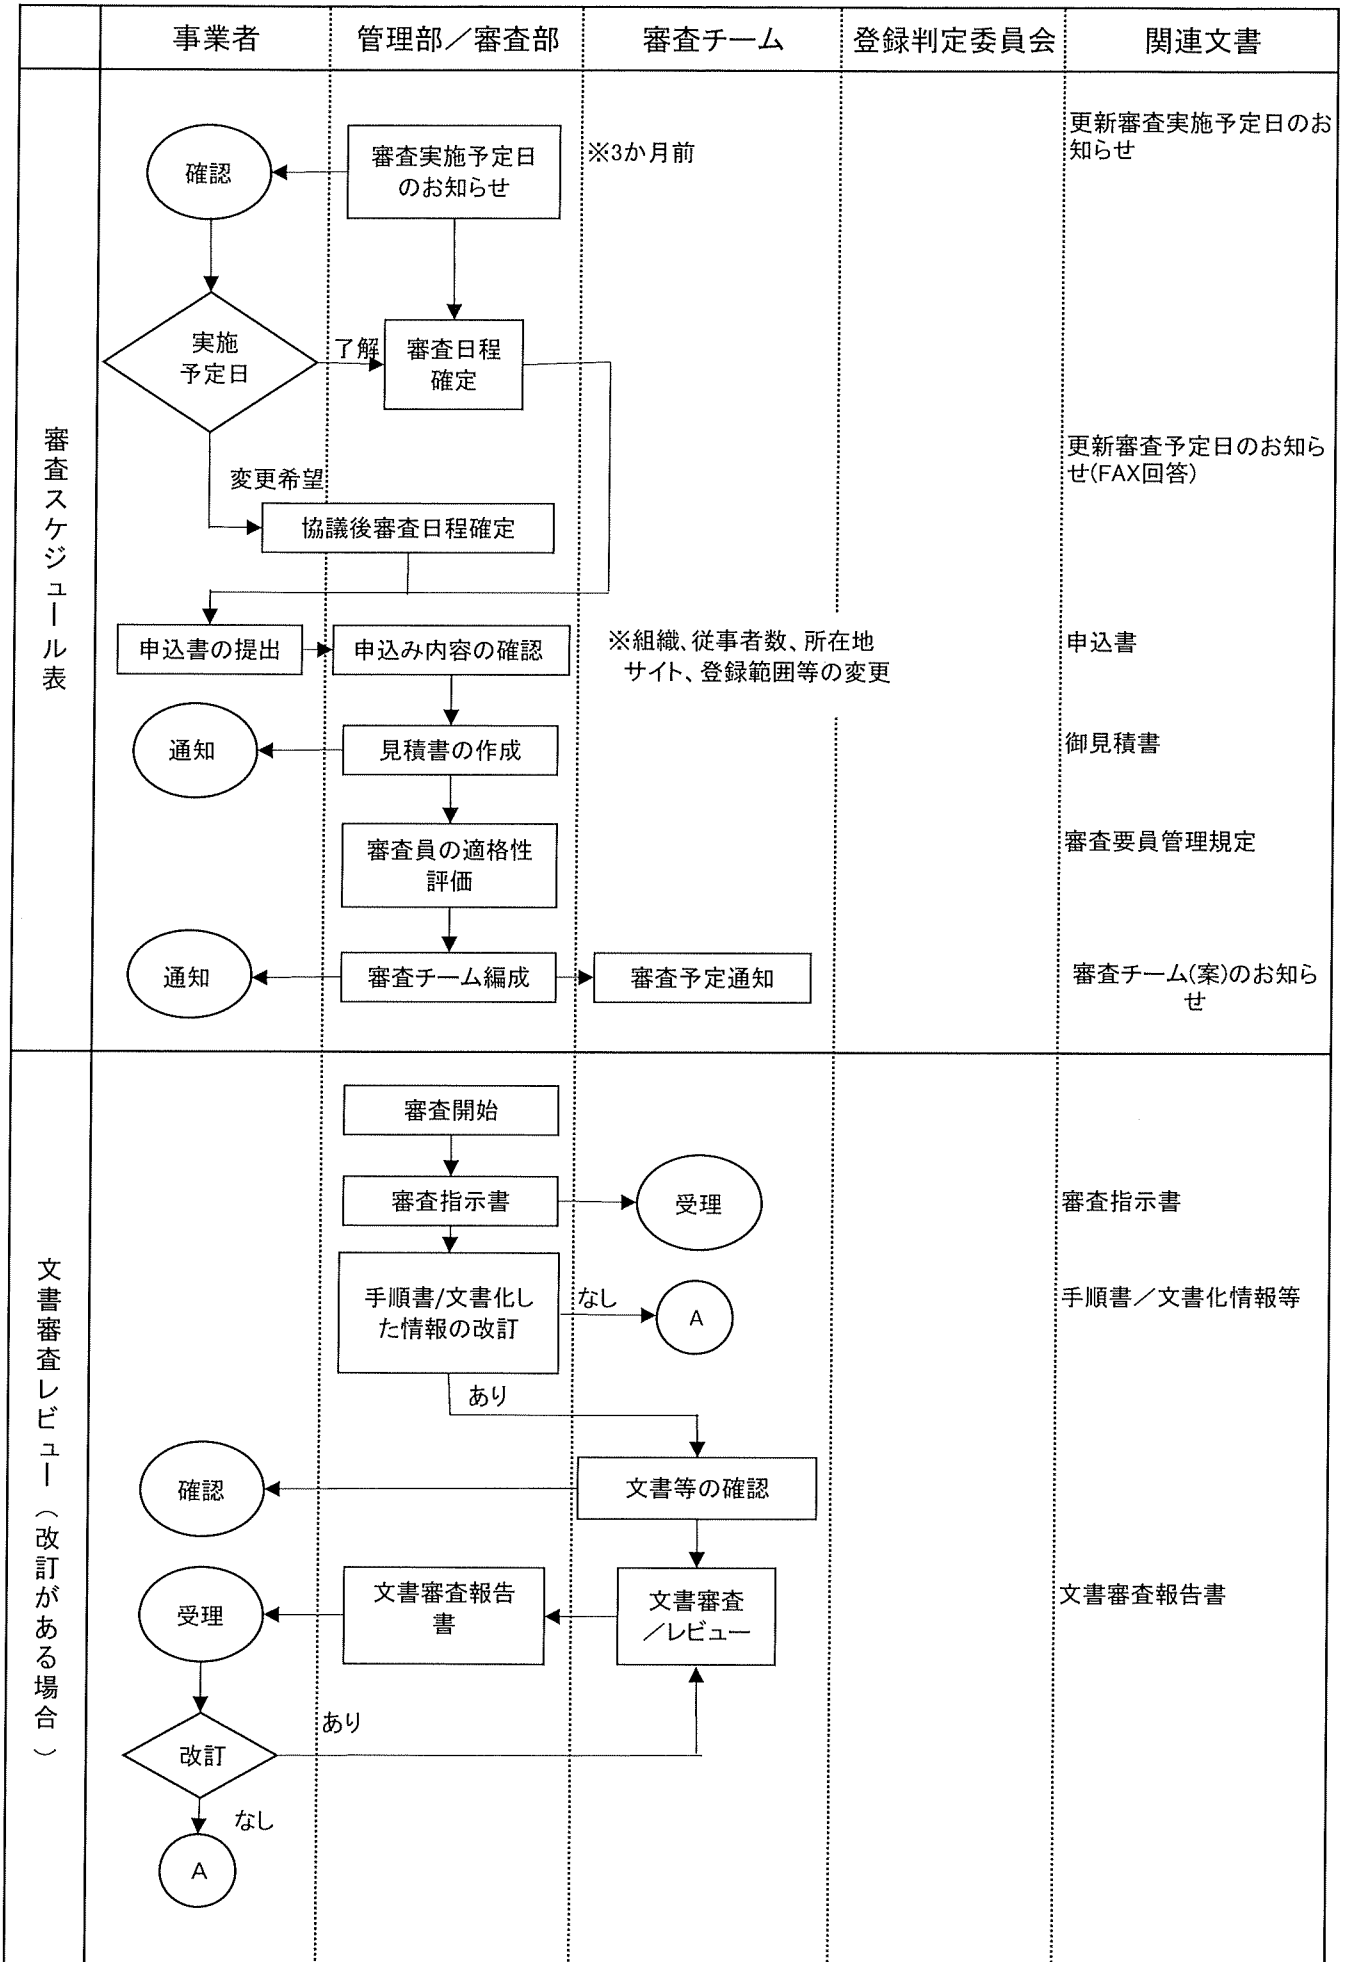 事業者
管理部／審査部
審査チーム
登録判定委員会
関連文書
審査スケジュール表
確認
審査実施予定日
のお知らせ
※3か月前
更新審査実施予定日のお
知らせ
実施
予定日
了解
審査日程
確定
変更希望
更新審査予定日のお知ら
せ(FAX回答)
協議後審査日程確定
申込書の提出
申込み内容の確認
※組織、従事者数、所在地
サイト、登録範囲等の変更
申込書
通知
見積書の作成
御見積書
審査員の適格性
評価
審査要員管理規定
通知
審査チーム編成
審査予定通知
審査チーム(案)のお知ら
せ
文書審査レビュー（改訂がある場合）
審査開始
審査指示書
受理
審査指示書
手順書/文書化し
た情報の改訂
なし
A
手順書／文書化情報等
あり
確認
文書等の確認
受理
文書審査報告
書
文書審査
／レビュー
文書審査報告書
改訂
あり
なし
A